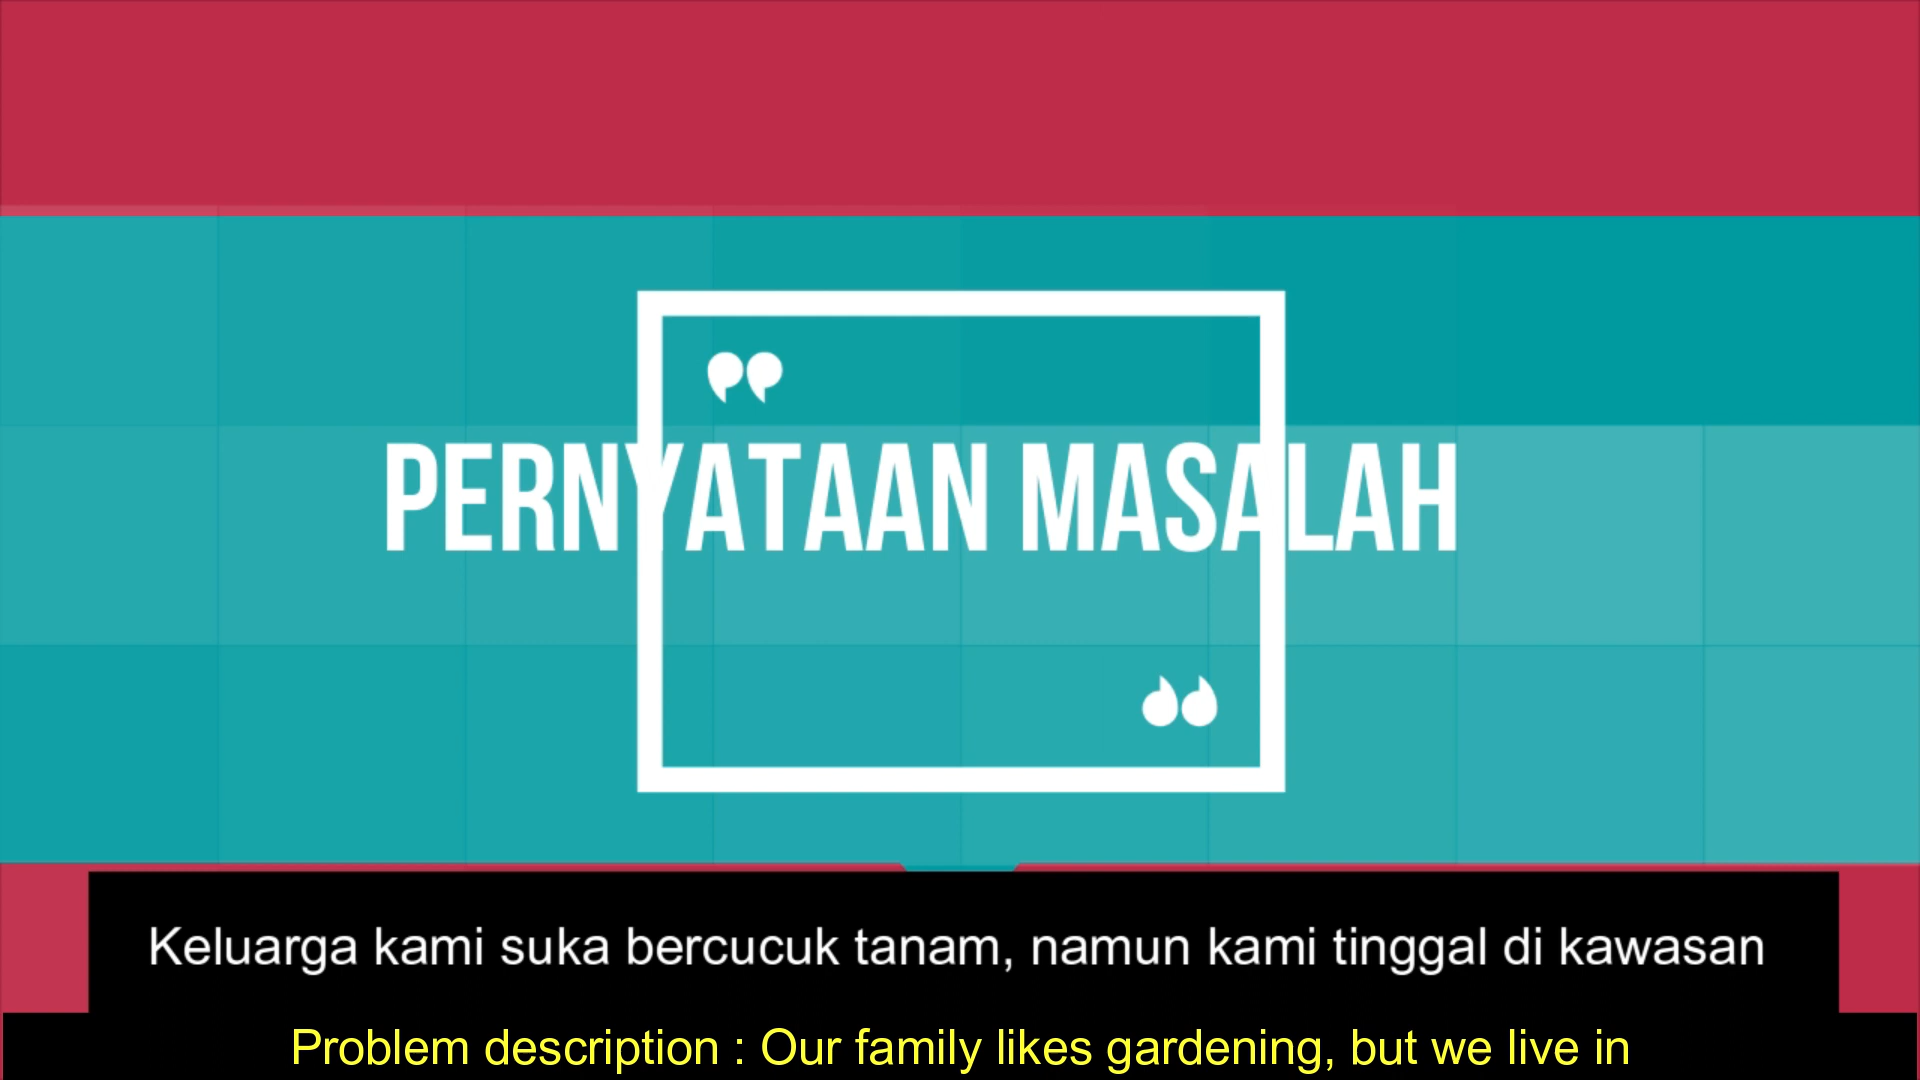 PERNYATAAN MASALAH
Keluarga kami suka bercucuk tanam, namun kami tinggal di kawasan
Problem description : Our family likes gardening, but we live in